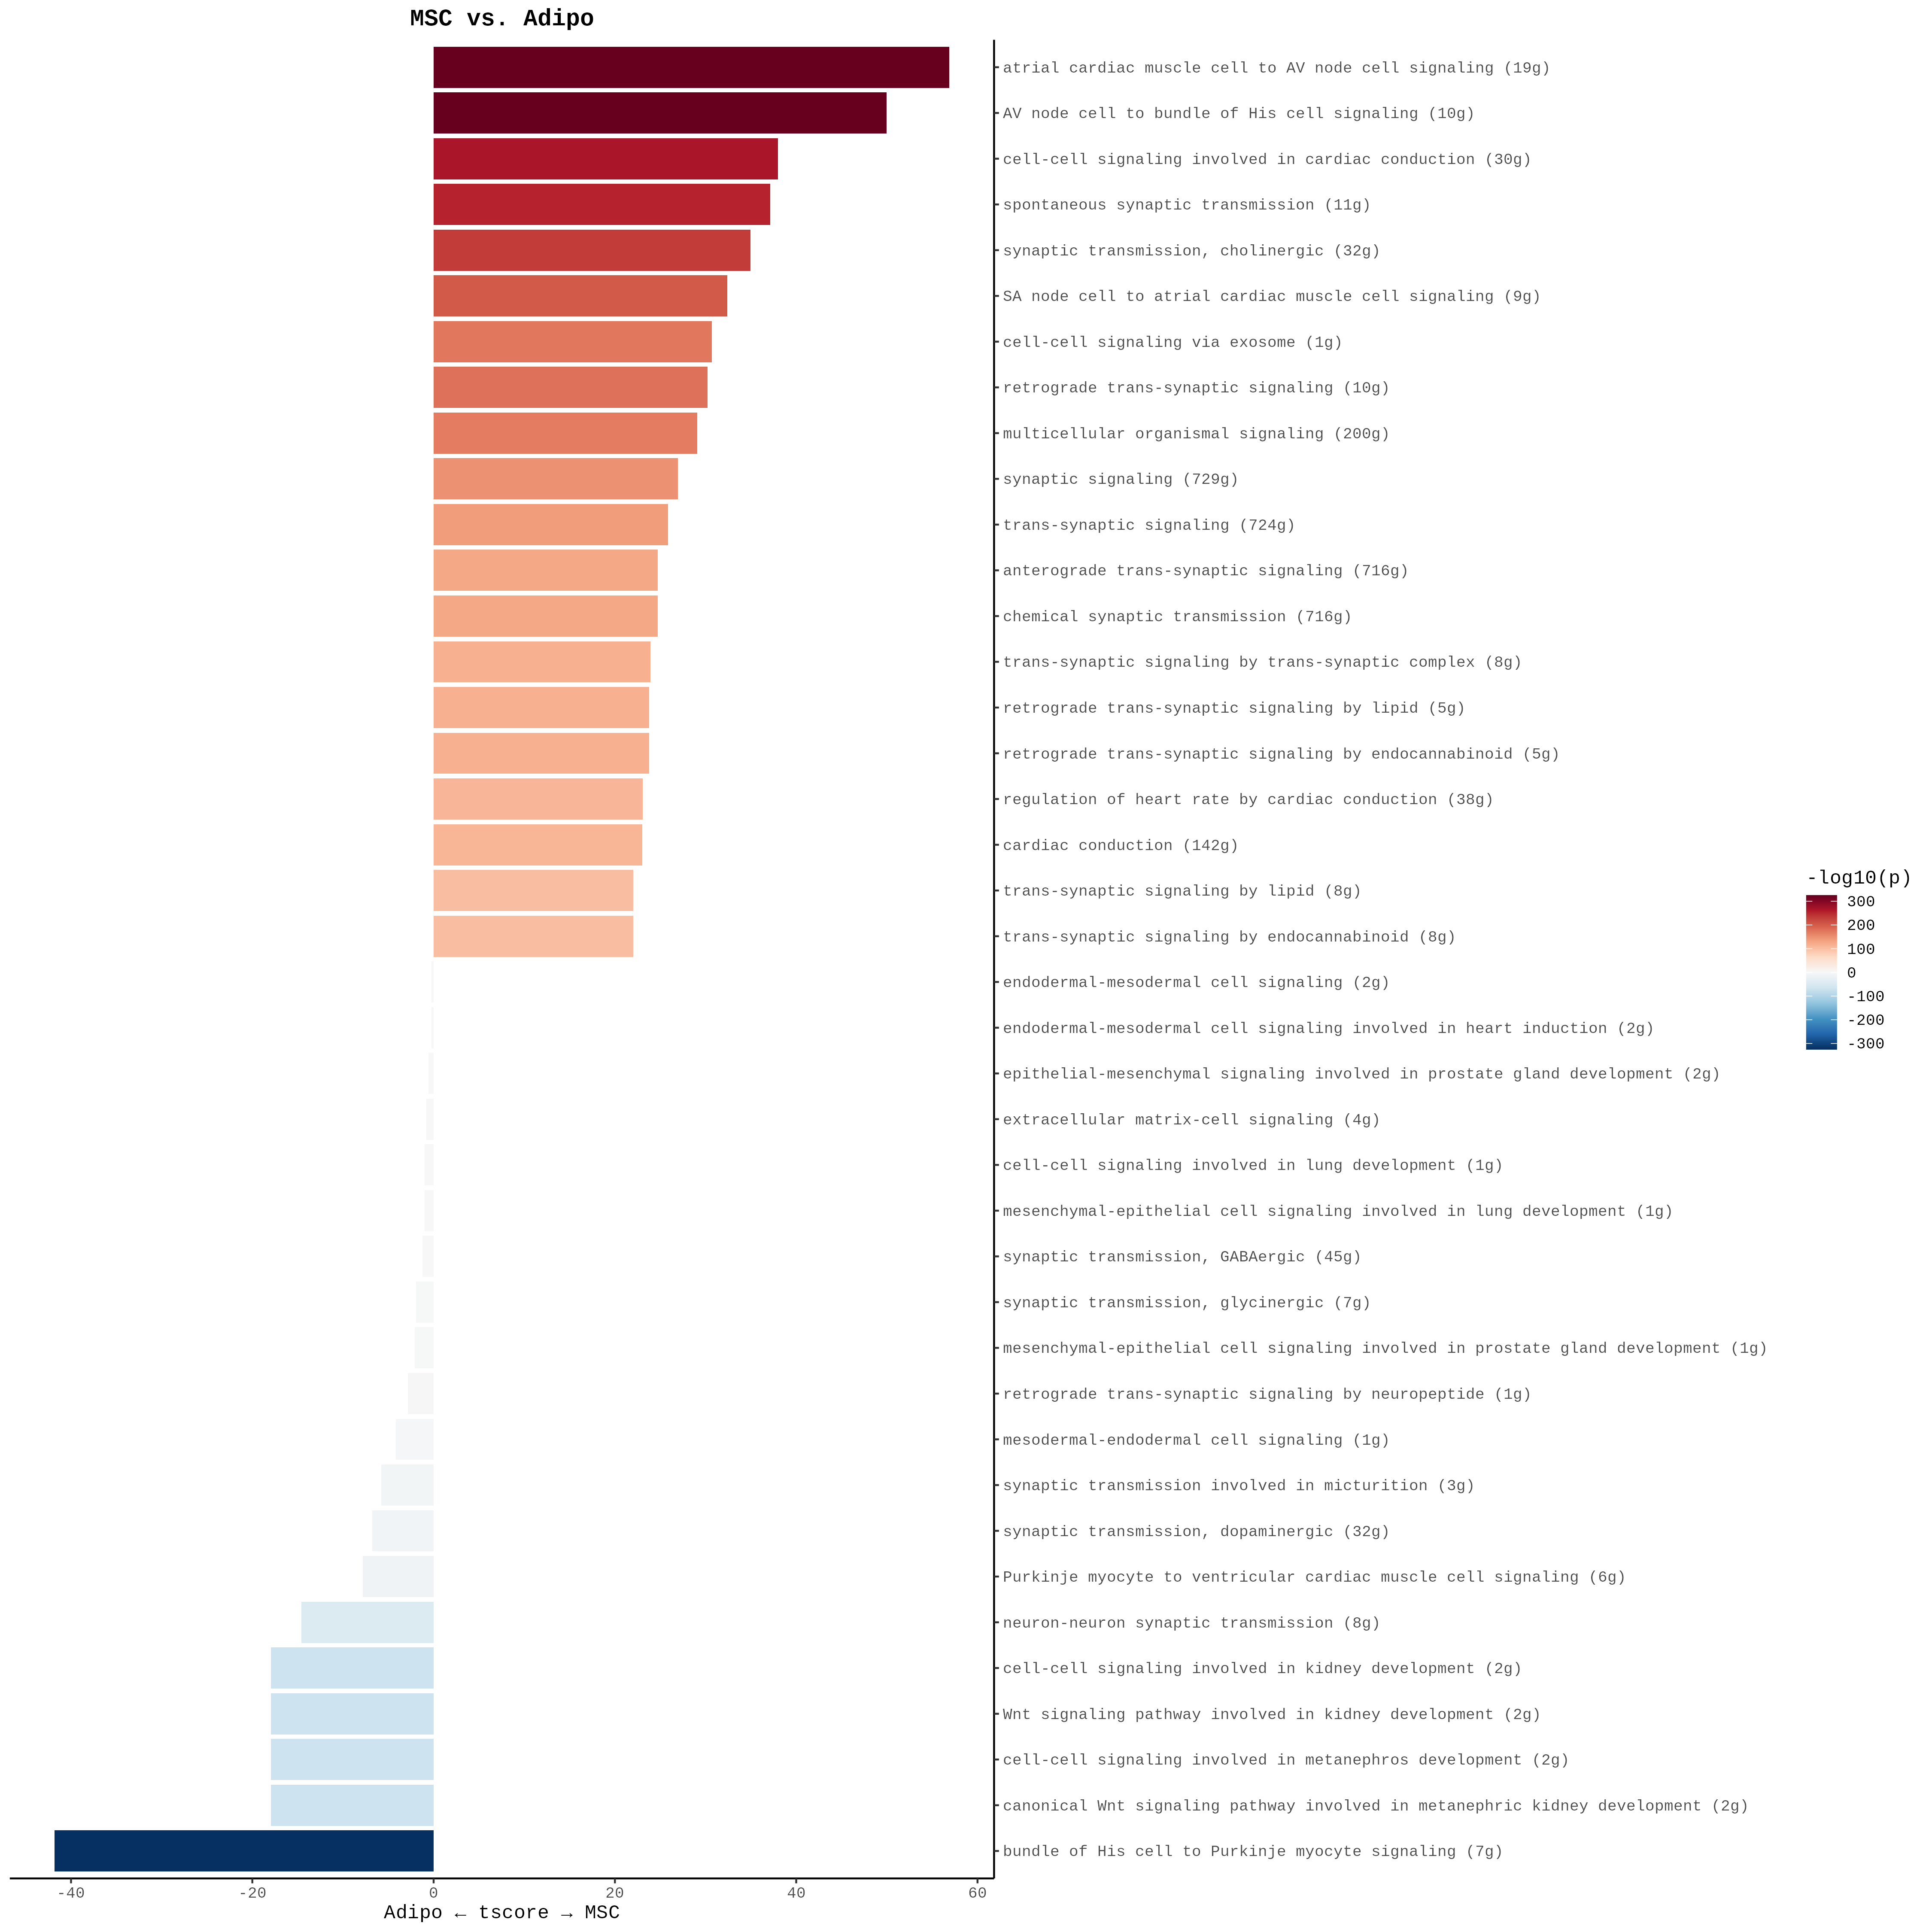 MSC vs. Adipo
atrial cardiac muscle cell to AV node cell signaling (19g)
AV node cell to bundle of His cell signaling (10g)
cell-cell signaling involved in cardiac conduction (30g)
spontaneous synaptic transmission (11g)
synaptic transmission, cholinergic (32g)
SA node cell to atrial cardiac muscle cell signaling (9g)
cell-cell signaling via exosome (1g)
retrograde trans-synaptic signaling (10g)
multicellular organismal signaling (200g)
synaptic signaling (729g)
trans-synaptic signaling (724g)
anterograde trans-synaptic signaling (716g)
chemical synaptic transmission (716g)
trans-synaptic signaling by trans-synaptic complex (8g)
retrograde trans-synaptic signaling by lipid (5g)
retrograde trans-synaptic signaling by endocannabinoid (5g)
regulation of heart rate by cardiac conduction (38g)
cardiac conduction (142g)
trans-synaptic signaling by lipid (8g)
trans-synaptic signaling by endocannabinoid (8g)
endodermal-mesodermal cell signaling (2g)
endodermal-mesodermal cell signaling involved in heart induction (2g)
epithelial-mesenchymal signaling involved in prostate gland development (2g)
extracellular matrix-cell signaling (4g)
cell-cell signaling involved in lung development (1g)
mesenchymal-epithelial cell signaling involved in lung development (1g)
synaptic transmission, GABAergic (45g)
synaptic transmission, glycinergic (7g)
mesenchymal-epithelial cell signaling involved in prostate gland development (1g)
retrograde trans-synaptic signaling by neuropeptide (1g)
mesodermal-endodermal cell signaling (1g)
synaptic transmission involved in micturition (3g)
synaptic transmission, dopaminergic (32g)
Purkinje myocyte to ventricular cardiac muscle cell signaling (6g)
neuron-neuron synaptic transmission (8g)
cell-cell signaling involved in kidney development (2g)
Wnt signaling pathway involved in kidney development (2g)
cell-cell signaling involved in metanephros development (2g)
canonical Wnt signaling pathway involved in metanephric kidney development (2g)
bundle of His cell to Purkinje myocyte signaling (7g)
-40 -20 0 20 40 60
Adipo ← tscore → MSC
-log10(p)
300
200
100
0
-100
-200
-300